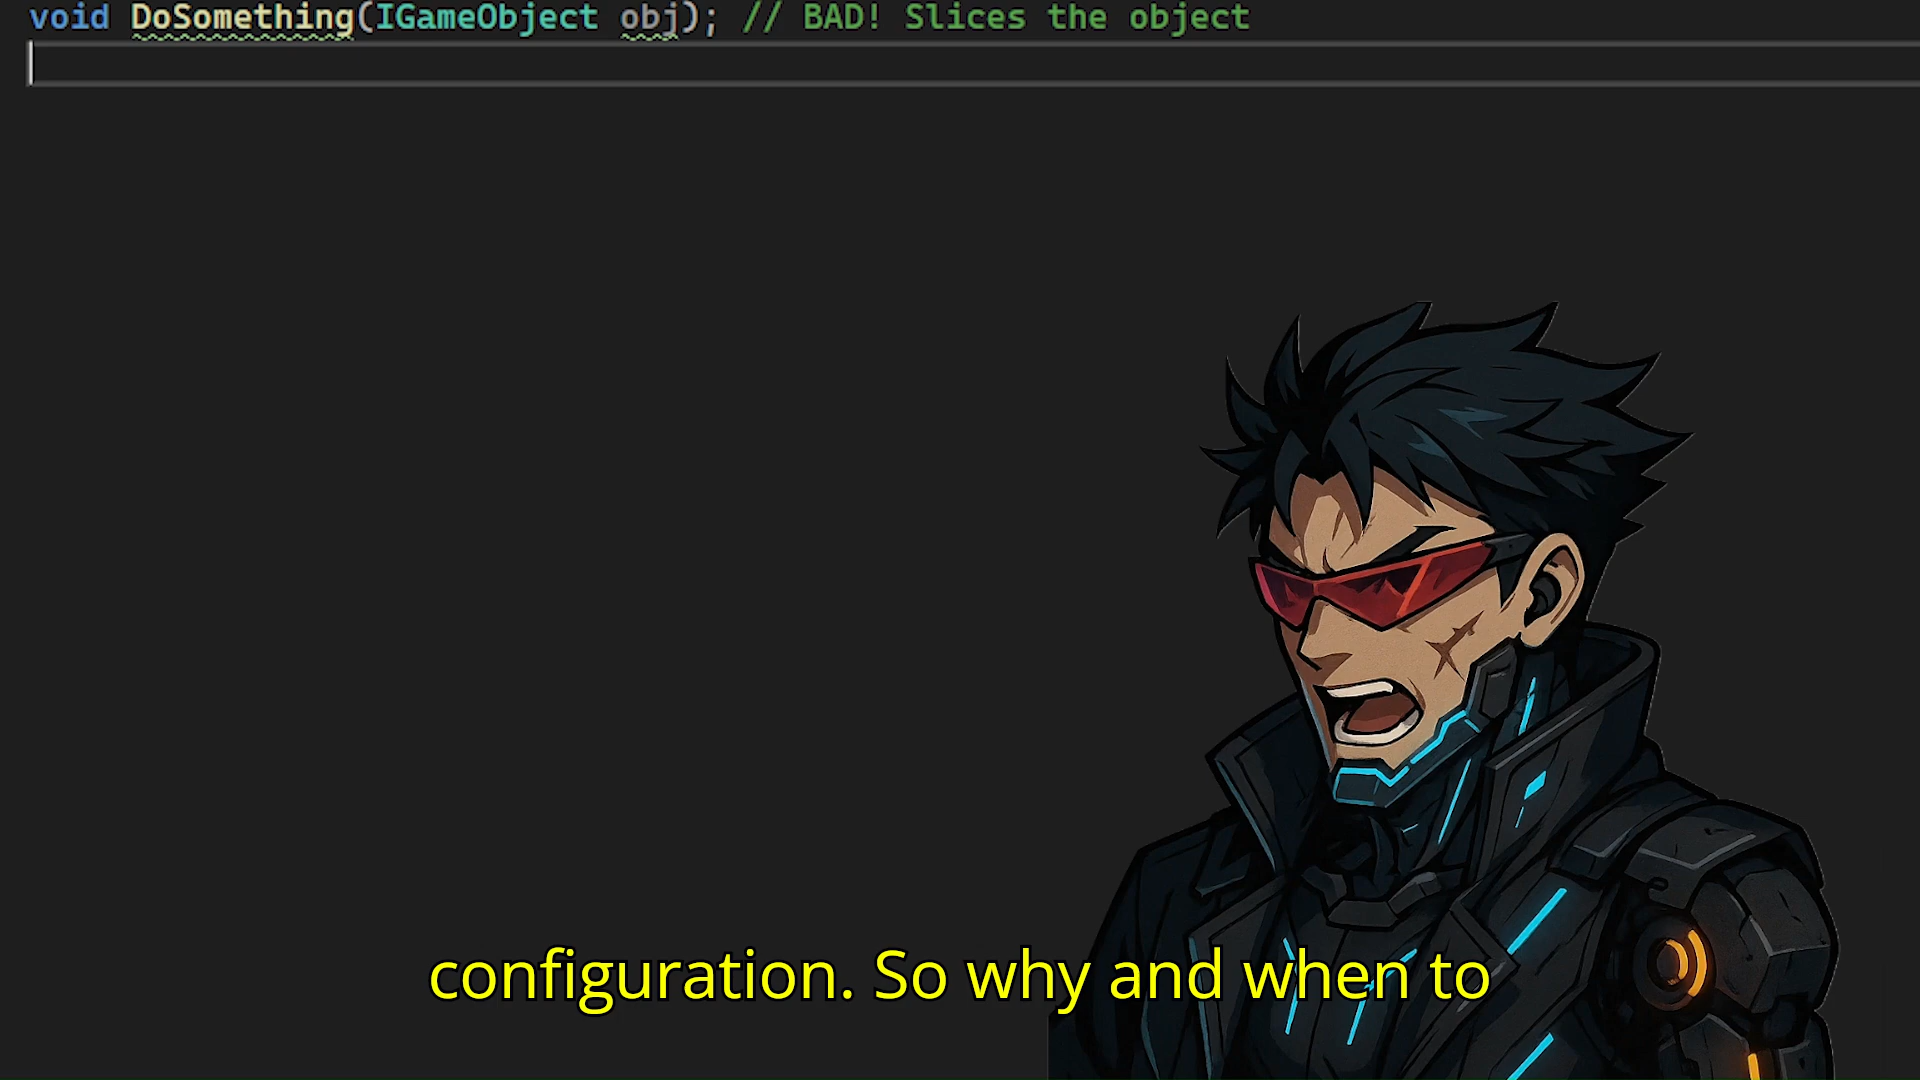 void DoSomething(IGameObject obj); // BAD! Slices the object
configuration. So why and when to